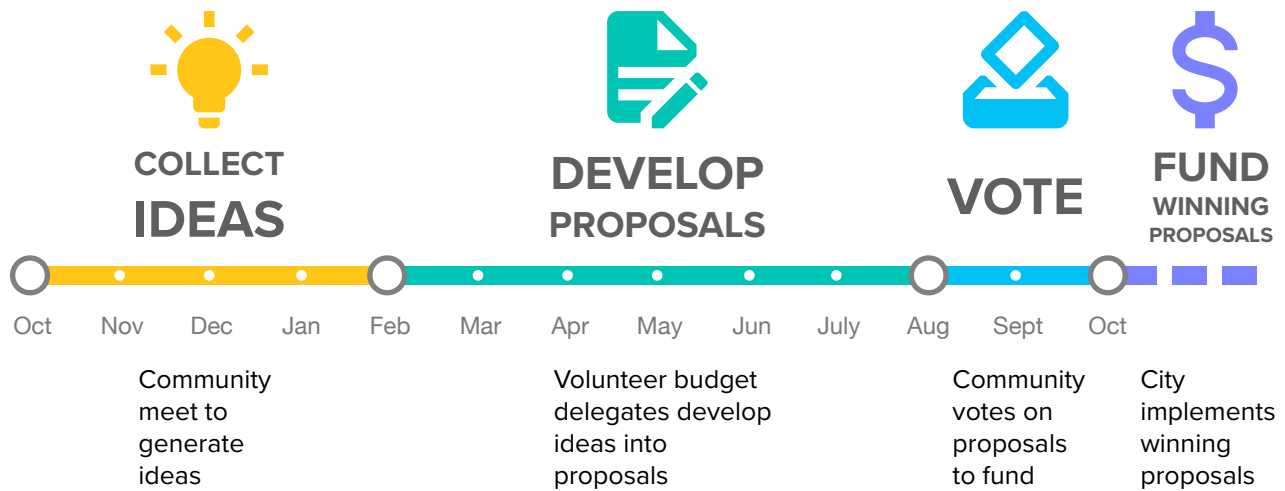 COLLECT
IDEAS
DEVELOP
PROPOSALS
VOTE
FUND
WINNING
PROPOSALS
Oct Nov Dec Jan Feb Mar Apr May Jun July Aug Sept Oct
Community
meet to
generate
ideas
Volunteer budget
delegates develop
ideas into
proposals
Community
votes on
proposals
to fund
City
implements
winning
proposals